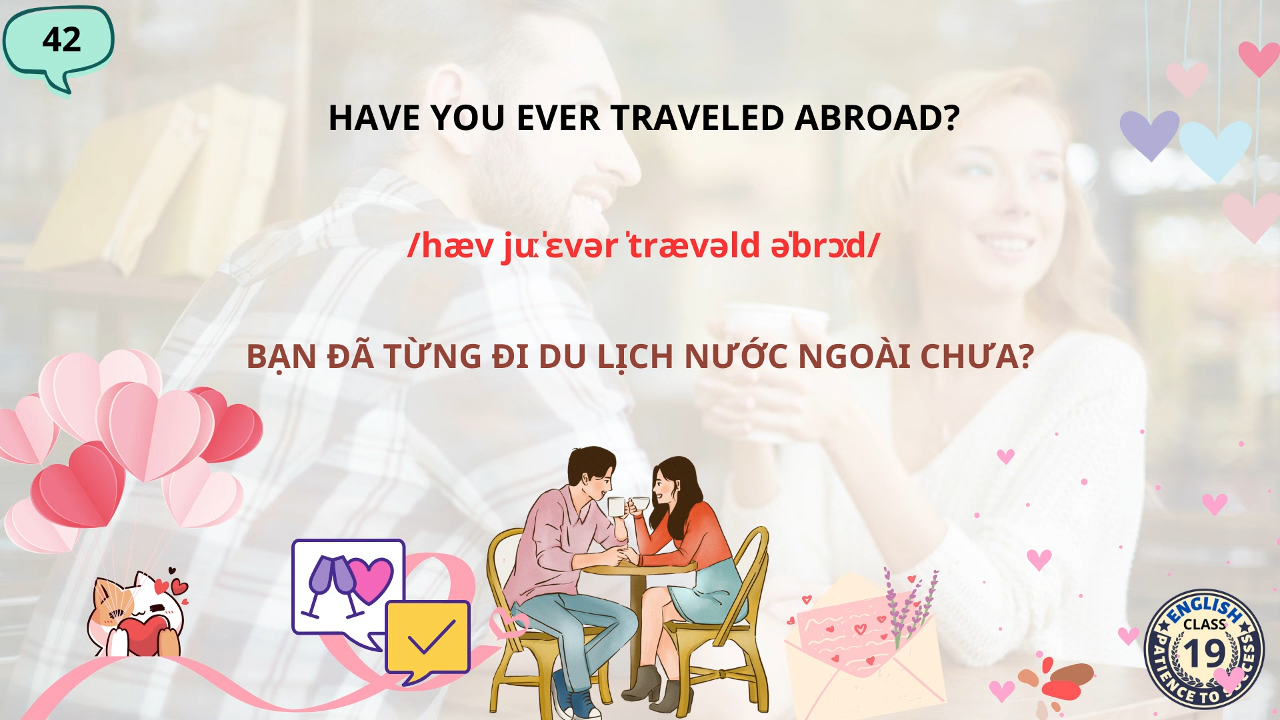 42
HAVE YOU EVER TRAVELED ABROAD?
/hæv juː ˈɛvər ˈtrævəld əˈbrɔːd/
BẠN ĐÃ TỪNG ĐI DU LỊCH NƯỚC NGOÀI CHƯA?
ENGLISH
CLASS
19
PATIENCE TO SUCCESS